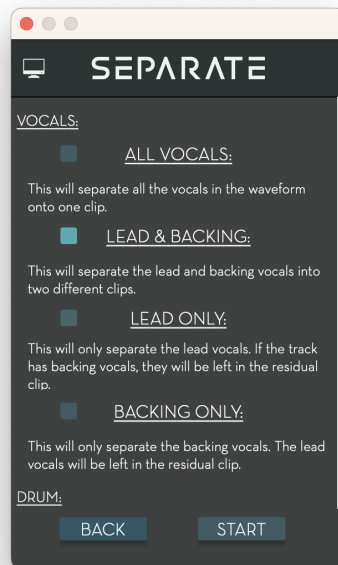 SEPARATE
VOCALS:
ALL VOCALS:
This will separate all the vocals in the waveform
onto one clip.
LEAD & BACKING:
This will separate the lead and backing vocals into
two different clips.
LEAD ONLY:
This will only separate the lead vocals. If the track
has backing vocals, they will be left in the residual
clip.
BACKING ONLY:
This will only separate the backing vocals. The lead
vocals will be left in the residual clip.
DRUM:
BACK START